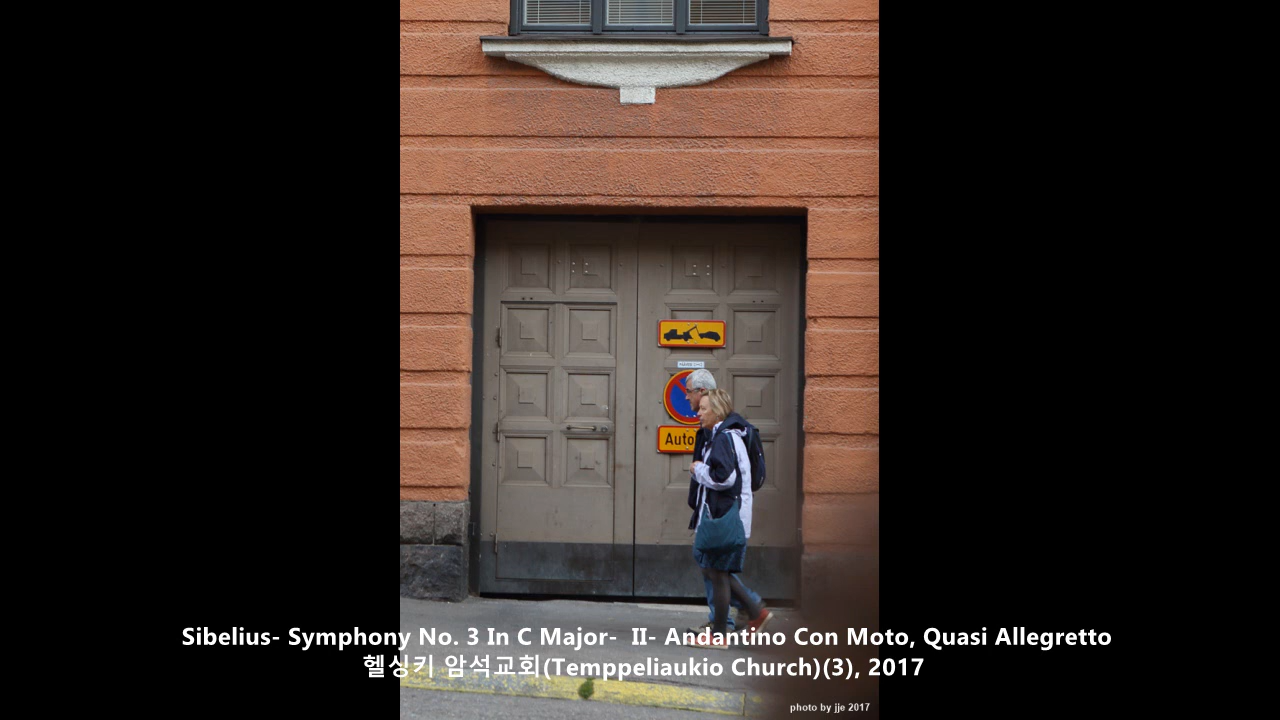 Auto
Sibelius- Symphony No. 3 In C Major-  II- Andantino Con Moto, Quasi Allegretto
헬싱키 암석교회(Temppeliaukio Church)(3), 2017
photo by jje 2017